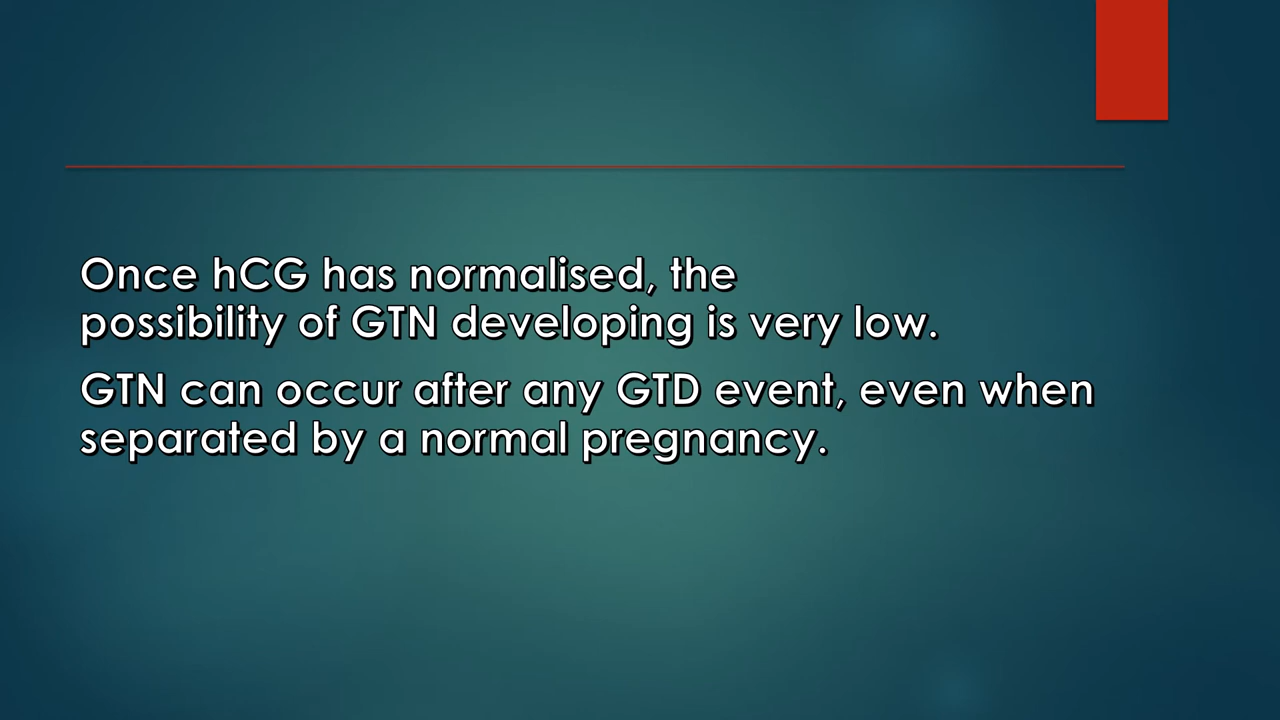 Once hCG has normalised, the
possibility of GTN developing is very low.
GTN can occur after any GTD event, even when
separated by a normal pregnancy.